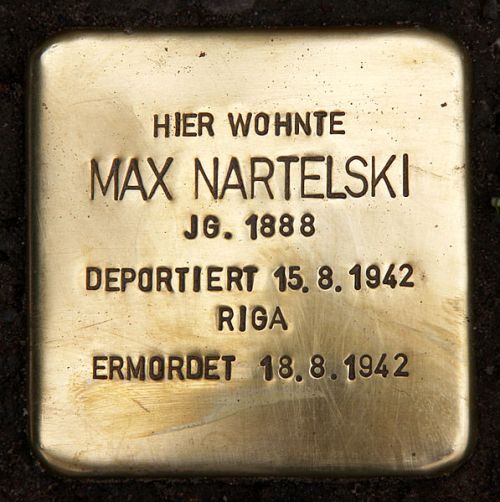 HIER WOHNTE
MAX NARTELSKI
JG. 1888
DEPORTIERT 15.8.1942
RIGA
ERMORDET 18.8.1942